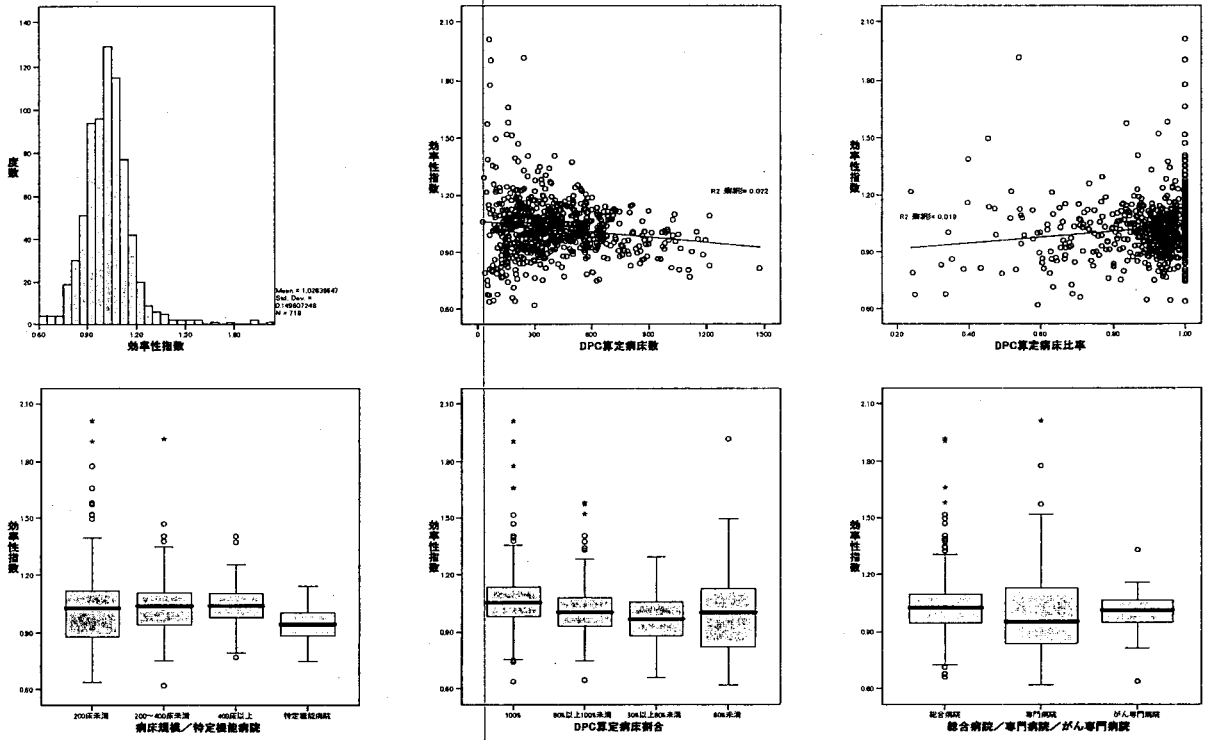 140
120
100
80
60
40
20
0
度数
0.60
0.90
1.20
1.50
1.80
効率性指数
Mean = 1.02636647
Std. Dev. =
0.149607248
N = 718
2.10
1.80
1.50
1.20
0.90
0.60
効率性指数
R2 線形= 0.022
0
300
600
900
1200
1500
DPC算定病床数
2.10
1.80
1.50
1.20
0.90
0.60
効率性指数
R2 線形= 0.019
0.20
0.40
0.60
0.80
1.00
DPC算定病床比率
2.10
1.80
1.50
1.20
0.90
0.60
効率性指数
200床未満
200~400床未満
400床以上
特定機能病院
病床規模/特定機能病院
2.10
1.80
1.50
1.20
0.90
0.60
効率性指数
100%
80%以上100%未満
50%以上80%未満
DPC算定病床割合
2.10
1.80
1.50
1.20
0.90
0.60
効率性指数
総合病院
専門病院
がん専門病院
総合病院/専門病院/がん専門病院